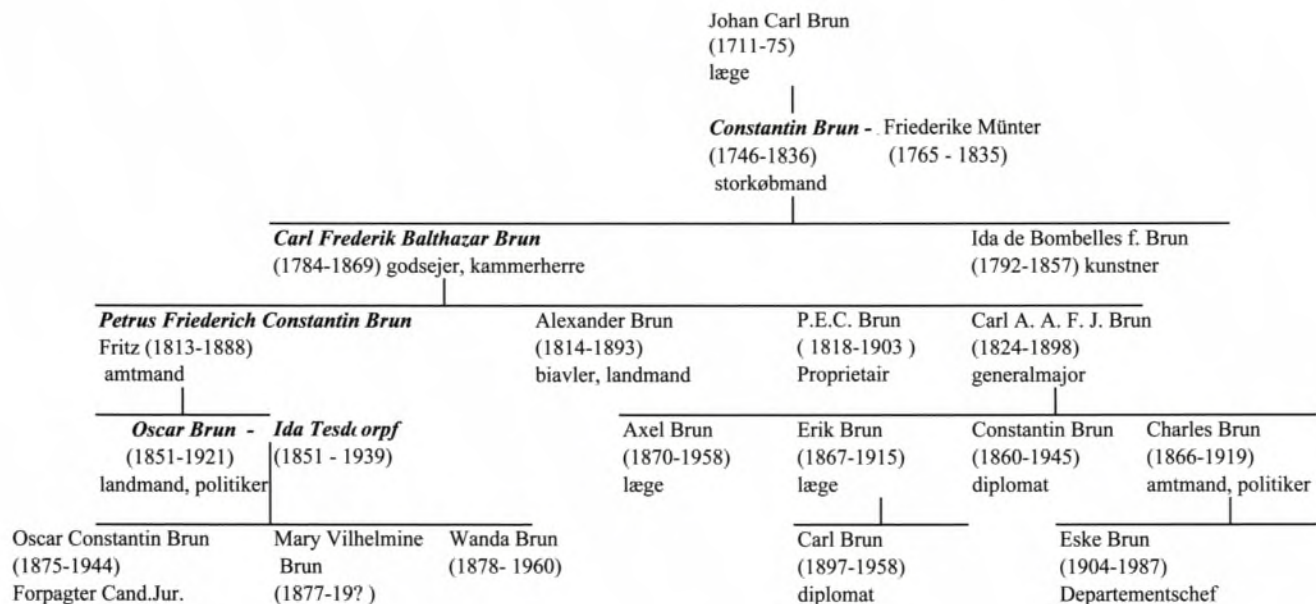 Johan Carl Brun
(1711-75)
læge
Constantin Brun - Friederike Münter
(1746-1836) (1765 - 1835)
storkøbmand
Carl Frederik Balthazar Brun Ida de Bombelles f. Brun
(1784-1869) godsejer, kammerherre (1792-1857) kunstner
Petrus Friederich Constantin Brun Alexander Brun P.E.C. Brun Carl A. A. F. J. Brun
Fritz (1813-1888) (1814-1893) ( 1818-1903 ) (1824-1898)
amtmand biavler, landmand Proprietair generalmajor
Oscar Brun - Ida Tesdorpf Axel Brun Erik Brun Constantin Brun Charles Brun
(1851-1921) (1851 - 1939) (1870-1958) (1867-1915) (1860-1945) (1866-1919)
landmand, politiker læge læge diplomat amtmand, politiker
Oscar Constantin Brun Mary Vilhelmine Wanda Brun Carl Brun Eske Brun
(1875-1944) Brun (1878- 1960) (1897-1958) (1904-1987)
Forpagter Cand.Jur. (1877-19? ) diplomat Departementschef